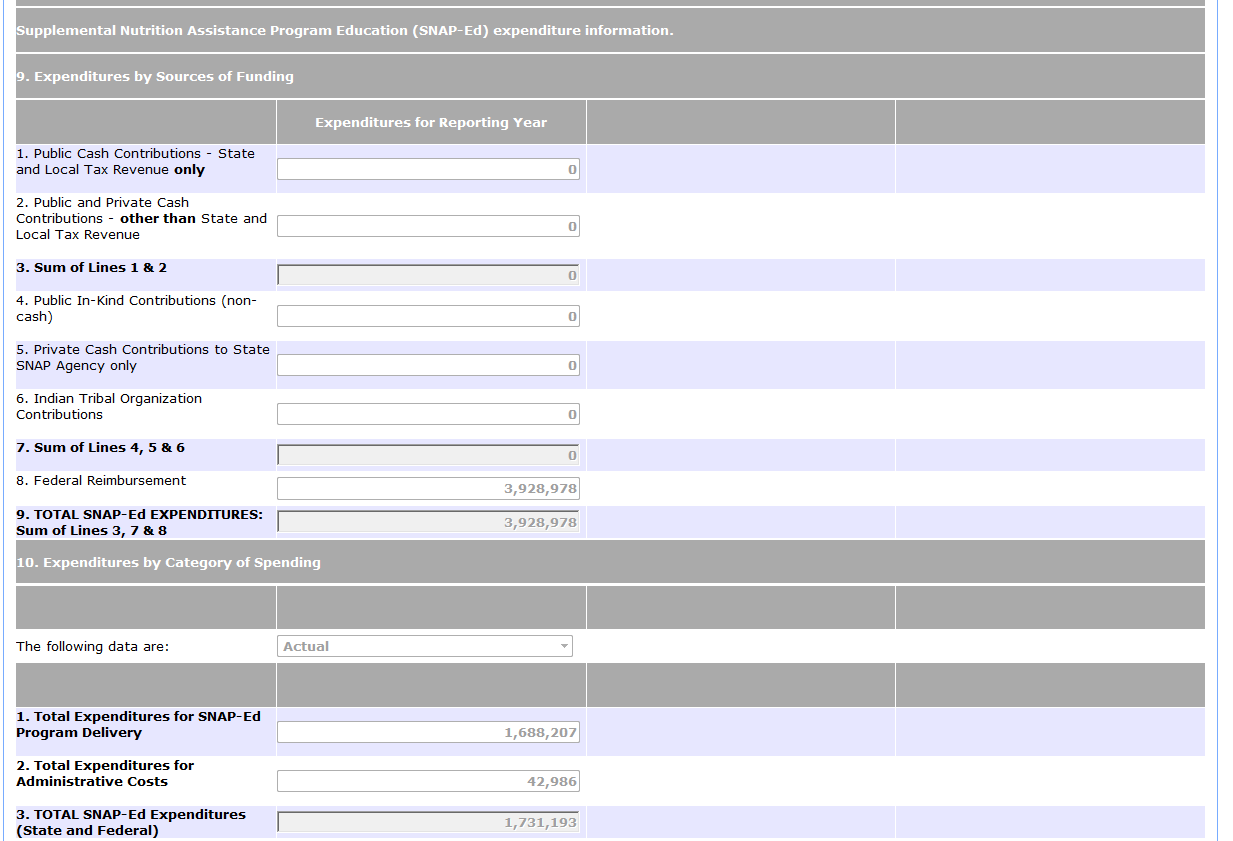 Supplemental Nutrition Assistance Program Education (SNAP-Ed) expenditure information.
9. Expenditures by Sources of Funding
Expenditures for Reporting Year
1. Public Cash Contributions - State
and Local Tax Revenue only
0
2. Public and Private Cash
Contributions - other than State and
Local Tax Revenue
0
3. Sum of Lines 1 & 2
0
4. Public In-Kind Contributions (non-
cash)
0
5. Private Cash Contributions to State
SNAP Agency only
0
6. Indian Tribal Organization
Contributions
0
7. Sum of Lines 4, 5 & 6
0
8. Federal Reimbursement
3,928,978
9. TOTAL SNAP-Ed EXPENDITURES:
Sum of Lines 3, 7 & 8
3,928,978
10. Expenditures by Category of Spending
The following data are:
Actual
1. Total Expenditures for SNAP-Ed
Program Delivery
1,688,207
2. Total Expenditures for
Administrative Costs
42,986
3. TOTAL SNAP-Ed Expenditures
(State and Federal)
1,731,193